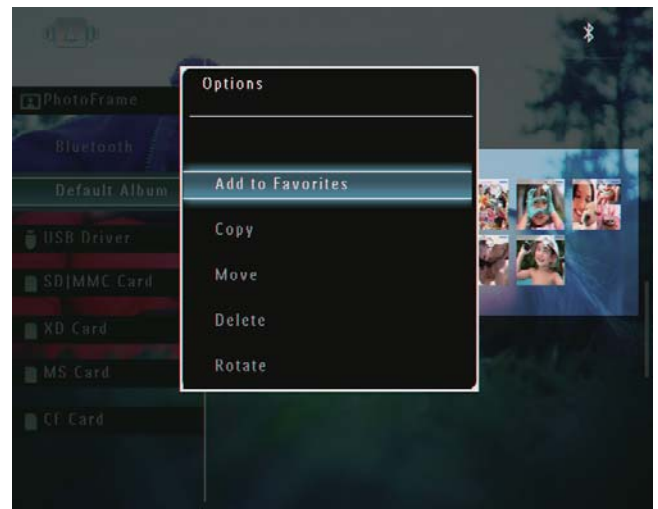 PhotoFrame
Bluetooth
Default Album
USB Driver
SD|MMC Card
XD Card
MS Card
CF Card
Options
Add to Favorites
Copy
Move
Delete
Rotate